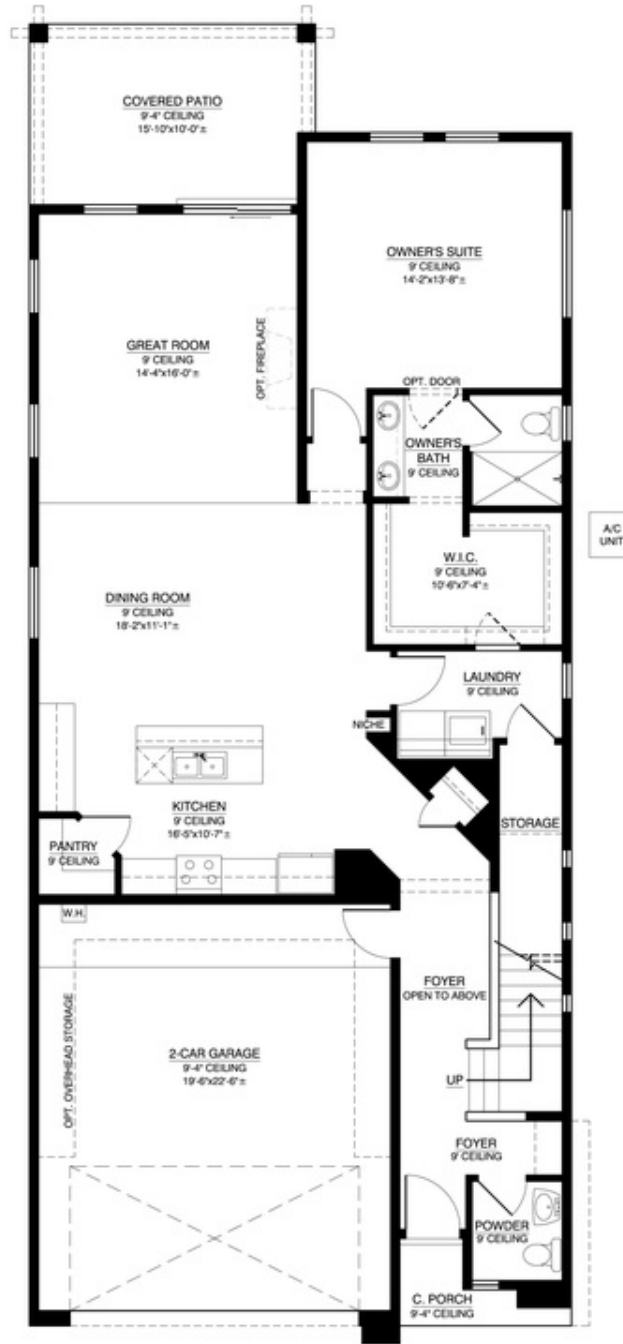 COVERED PATIO
9'-4" CEILING
15'-10"x10'-0"±
OWNER'S SUITE
9' CEILING
14'-2"x13'-8"±
GREAT ROOM
9' CEILING
14'-4"x16'-0"±
OPT. FIREPLACE
OPT. DOOR
OWNER'S
BATH
9' CEILING
A/C
UNIT
W.I.C.
9' CEILING
10'-6"x7'-4"±
DINING ROOM
9' CEILING
18'-2"x11'-1"±
LAUNDRY
9' CEILING
NICHE
KITCHEN
9' CEILING
16'-5"x10'-7"±
STORAGE
PANTRY
9' CEILING
W.H.
FOYER
OPEN TO ABOVE
OPT. OVERHEAD STORAGE
2-CAR GARAGE
9'-4" CEILING
19'-6"x22'-6"±
UP
FOYER
9' CEILING
POWDER
9' CEILING
C. PORCH
9'-4" CEILING